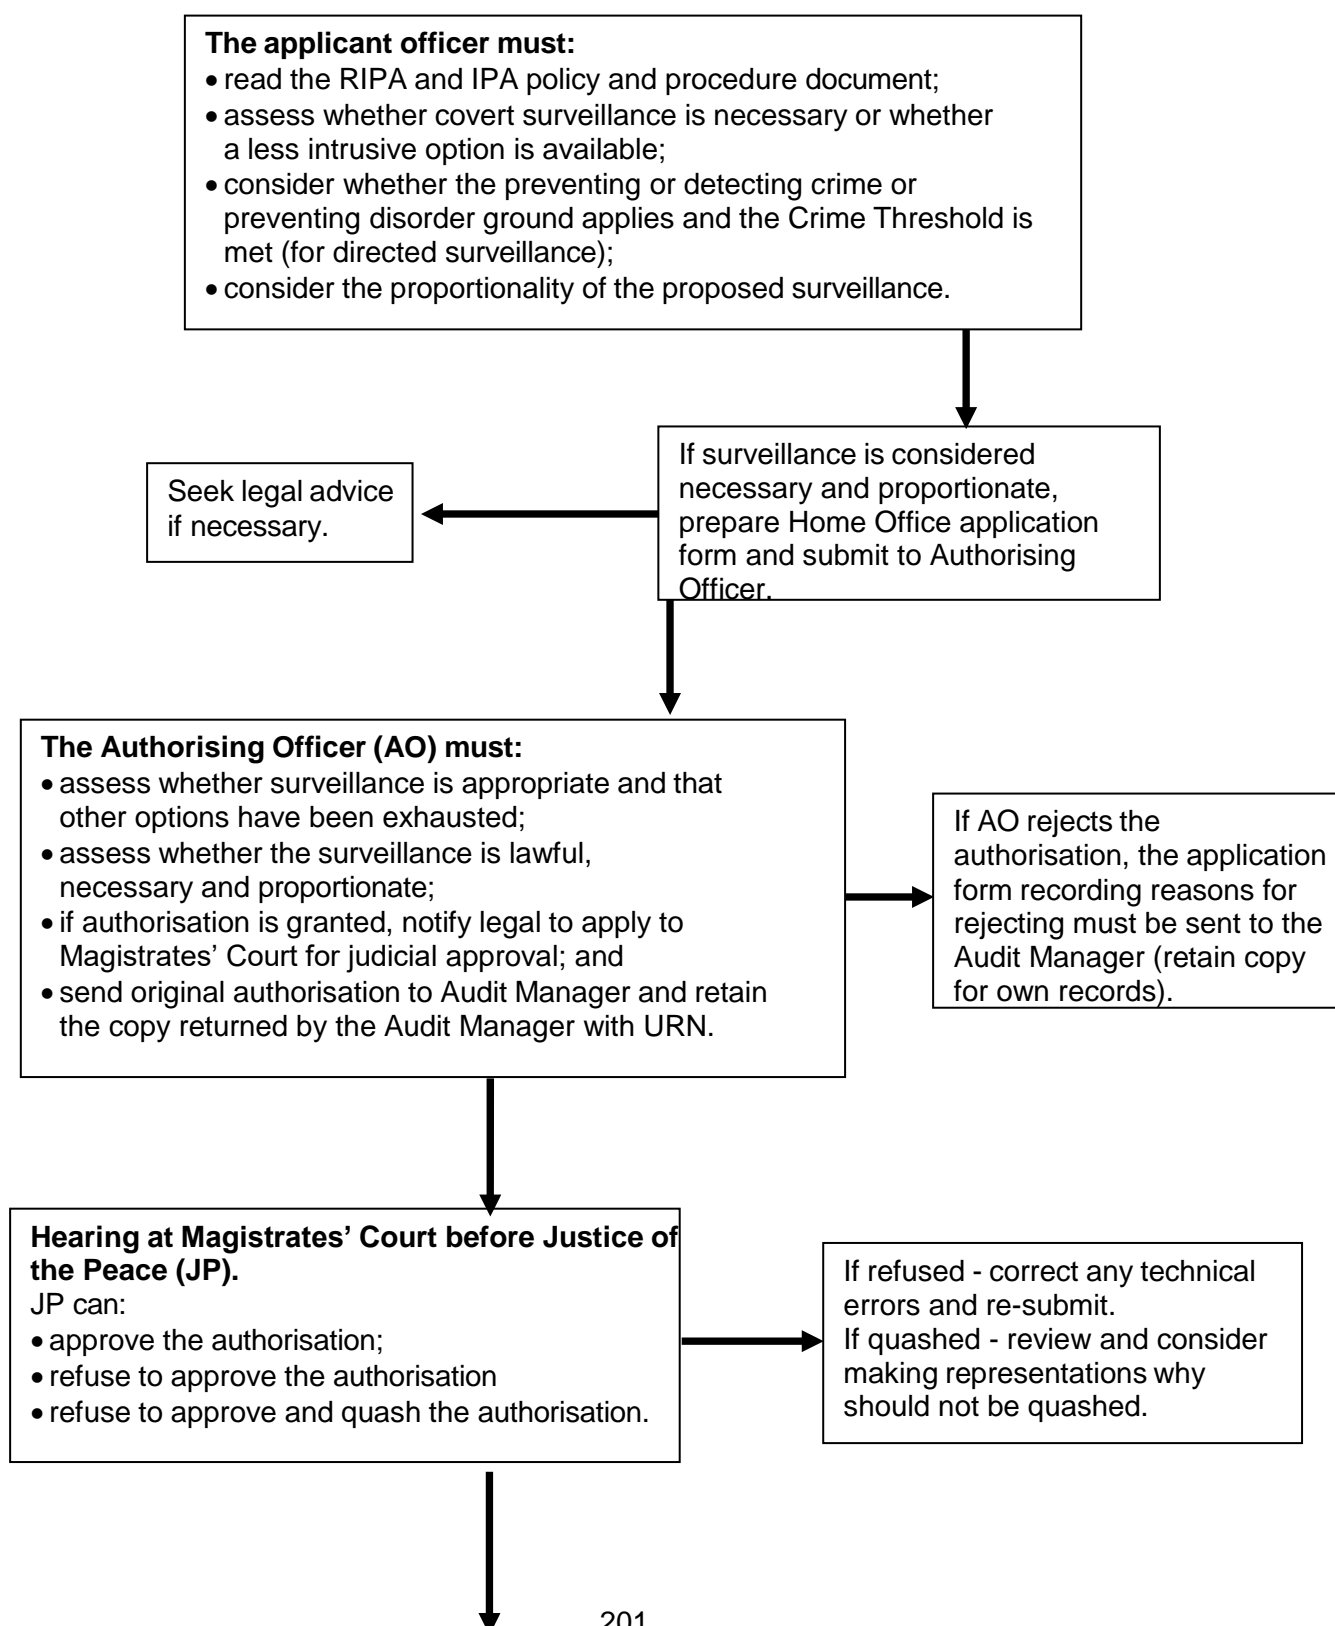 The applicant officer must:
• read the RIPA and IPA policy and procedure document;
• assess whether covert surveillance is necessary or whether
a less intrusive option is available;
• consider whether the preventing or detecting crime or
preventing disorder ground applies and the Crime Threshold is
met (for directed surveillance);
• consider the proportionality of the proposed surveillance.
If surveillance is considered
necessary and proportionate,
prepare Home Office application
form and submit to Authorising
Officer.
Seek legal advice
if necessary.
The Authorising Officer (AO) must:
• assess whether surveillance is appropriate and that
other options have been exhausted;
• assess whether the surveillance is lawful,
necessary and proportionate;
• if authorisation is granted, notify legal to apply to
Magistrates’ Court for judicial approval; and
• send original authorisation to Audit Manager and retain
the copy returned by the Audit Manager with URN.
If AO rejects the
authorisation, the application
form recording reasons for
rejecting must be sent to the
Audit Manager (retain copy
for own records).
Hearing at Magistrates’ Court before Justice of
the Peace (JP).
JP can:
• approve the authorisation;
• refuse to approve the authorisation
• refuse to approve and quash the authorisation.
If refused - correct any technical
errors and re-submit.
If quashed - review and consider
making representations why
should not be quashed.
201